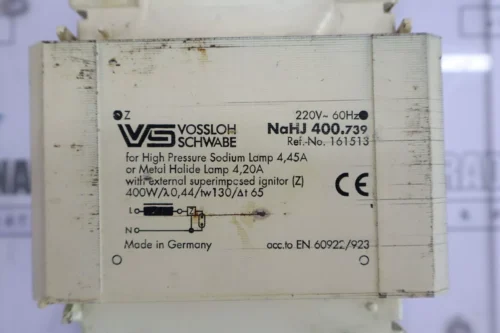 Z
220V~ 60Hz
VS VOSSLOH SCHWABE
NaHJ 400.739
Ref.-No. 161513
for High Pressure Sodium Lamp 4,45A
or Metal Halide Lamp 4,20A
with external superimposed ignitor (Z)
400W/λ0,44/tw130/Δt 65
CE
L
Z
N
Made in Germany
acc.to EN 60922/923